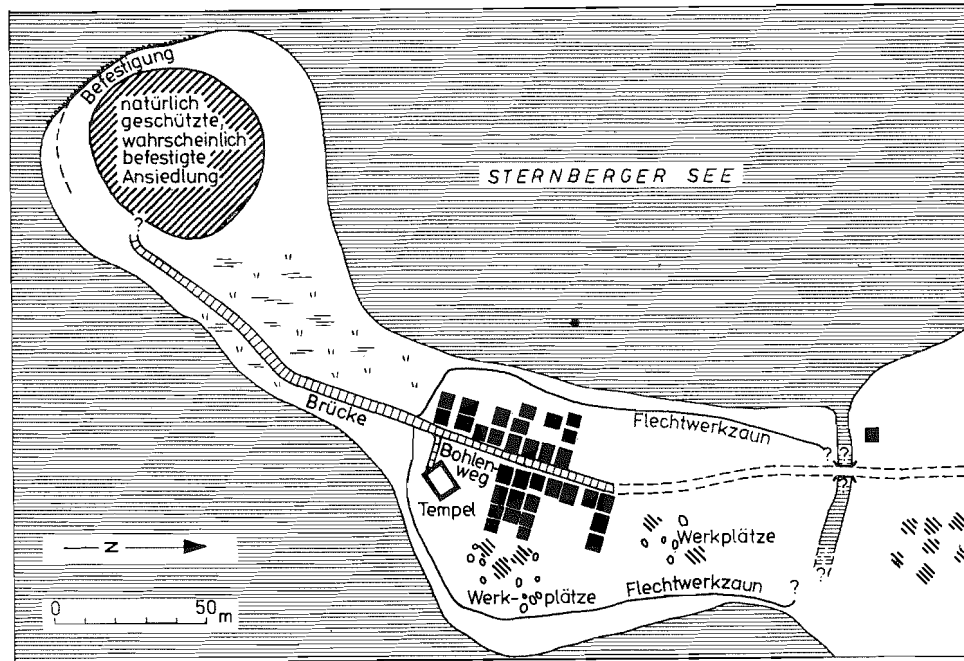 Befestigung
natürlich
geschützte,
wahrscheinlich
befestigte
Ansiedlung
?
STERNBERGER SEE
Brücke
Bohlen-
weg
Tempel
Flechtwerkzaun
? ?
?
Werkplätze
Werk- plätze
Flechtwerkzaun
?
?
N
0 50 m